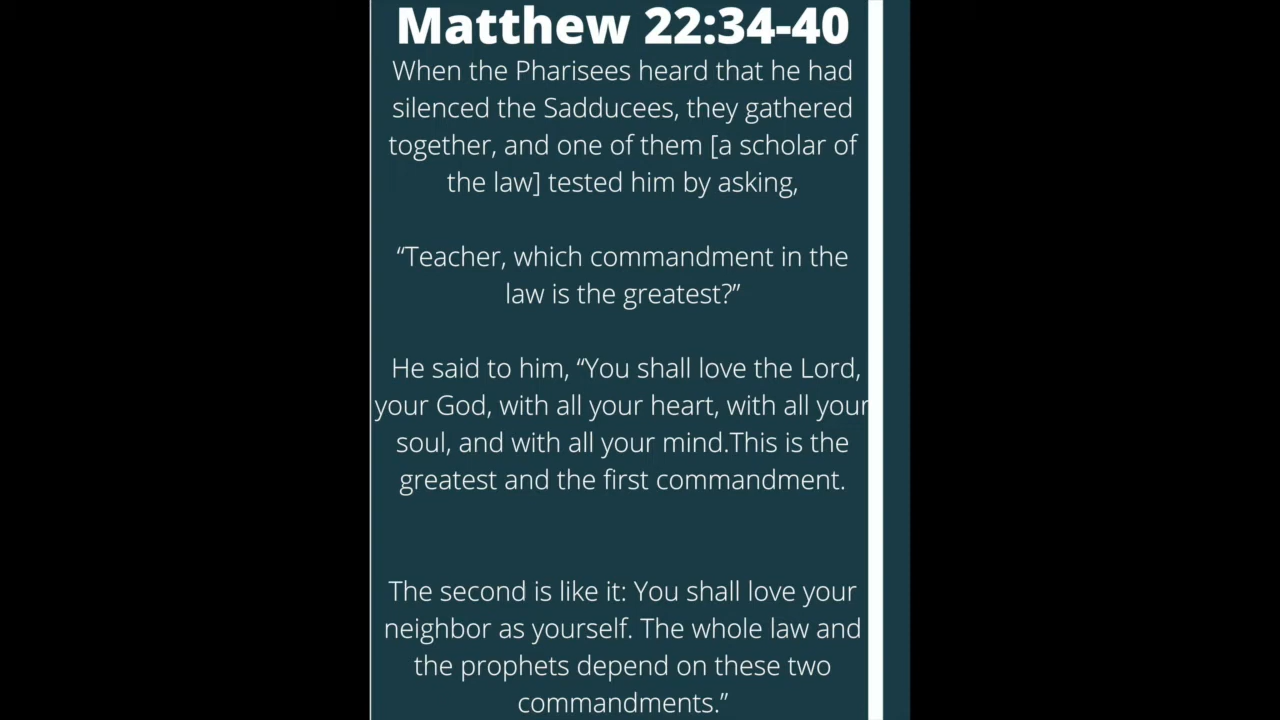 Matthew 22:34-40
When the Pharisees heard that he had
silenced the Sadducees, they gathered
together, and one of them [a scholar of
the law] tested him by asking,
“Teacher, which commandment in the
law is the greatest?”
He said to him, “You shall love the Lord,
your God, with all your heart, with all your
soul, and with all your mind.This is the
greatest and the first commandment.
The second is like it: You shall love your
neighbor as yourself. The whole law and
the prophets depend on these two
commandments.”